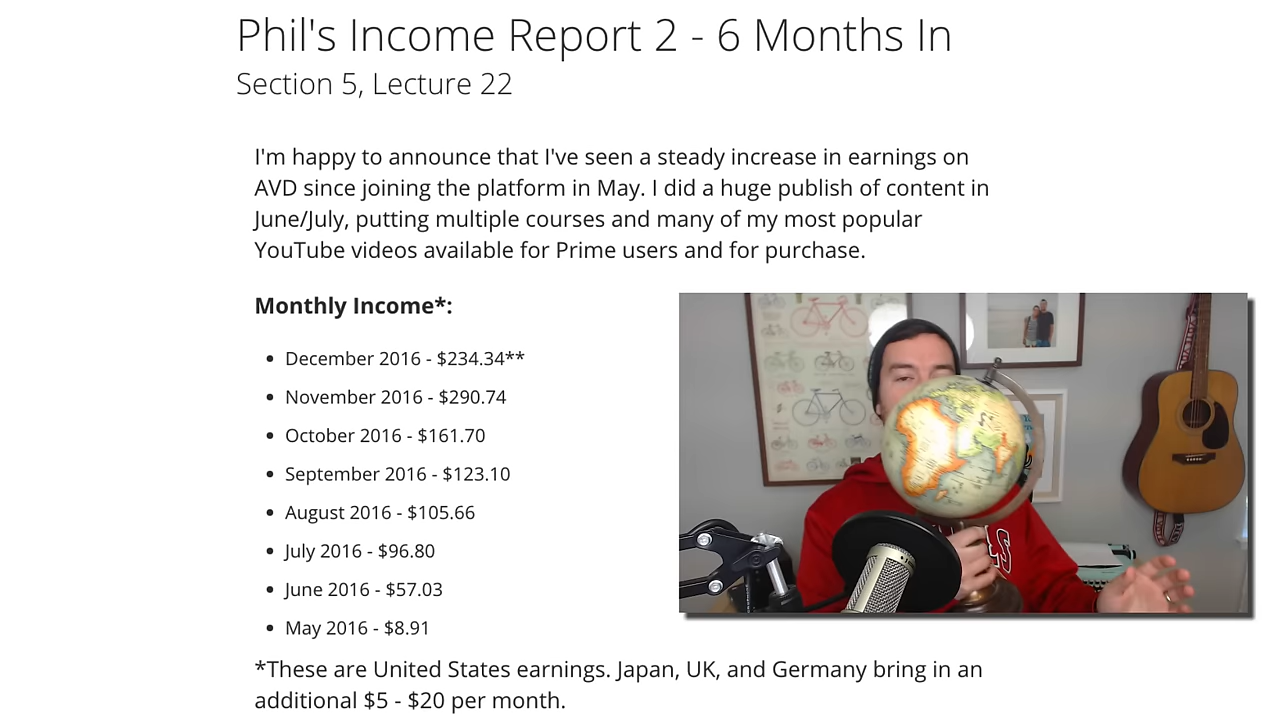 Phil's Income Report 2 - 6 Months In
Section 5, Lecture 22
I'm happy to announce that I've seen a steady increase in earnings on
AVD since joining the platform in May. I did a huge publish of content in
June/July, putting multiple courses and many of my most popular
YouTube videos available for Prime users and for purchase.
Monthly Income*:
• December 2016 - $234.34**
• November 2016 - $290.74
• October 2016 - $161.70
• September 2016 - $123.10
• August 2016 - $105.66
• July 2016 - $96.80
• June 2016 - $57.03
• May 2016 - $8.91
*These are United States earnings. Japan, UK, and Germany bring in an
additional $5 - $20 per month.